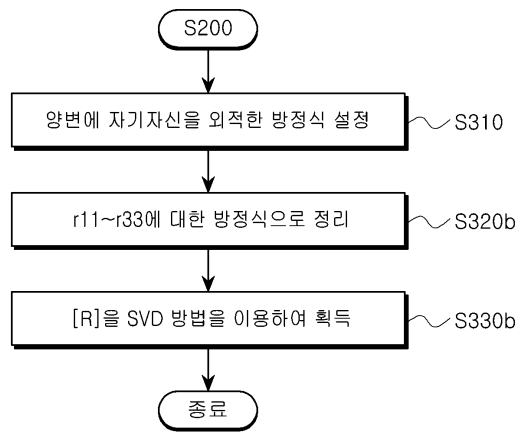 S200
양변에 자기자신을 외적한 방정식 설정
S310
r11~r33에 대한 방정식으로 정리
S320b
[R]을 SVD 방법을 이용하여 획득
S330b
종료